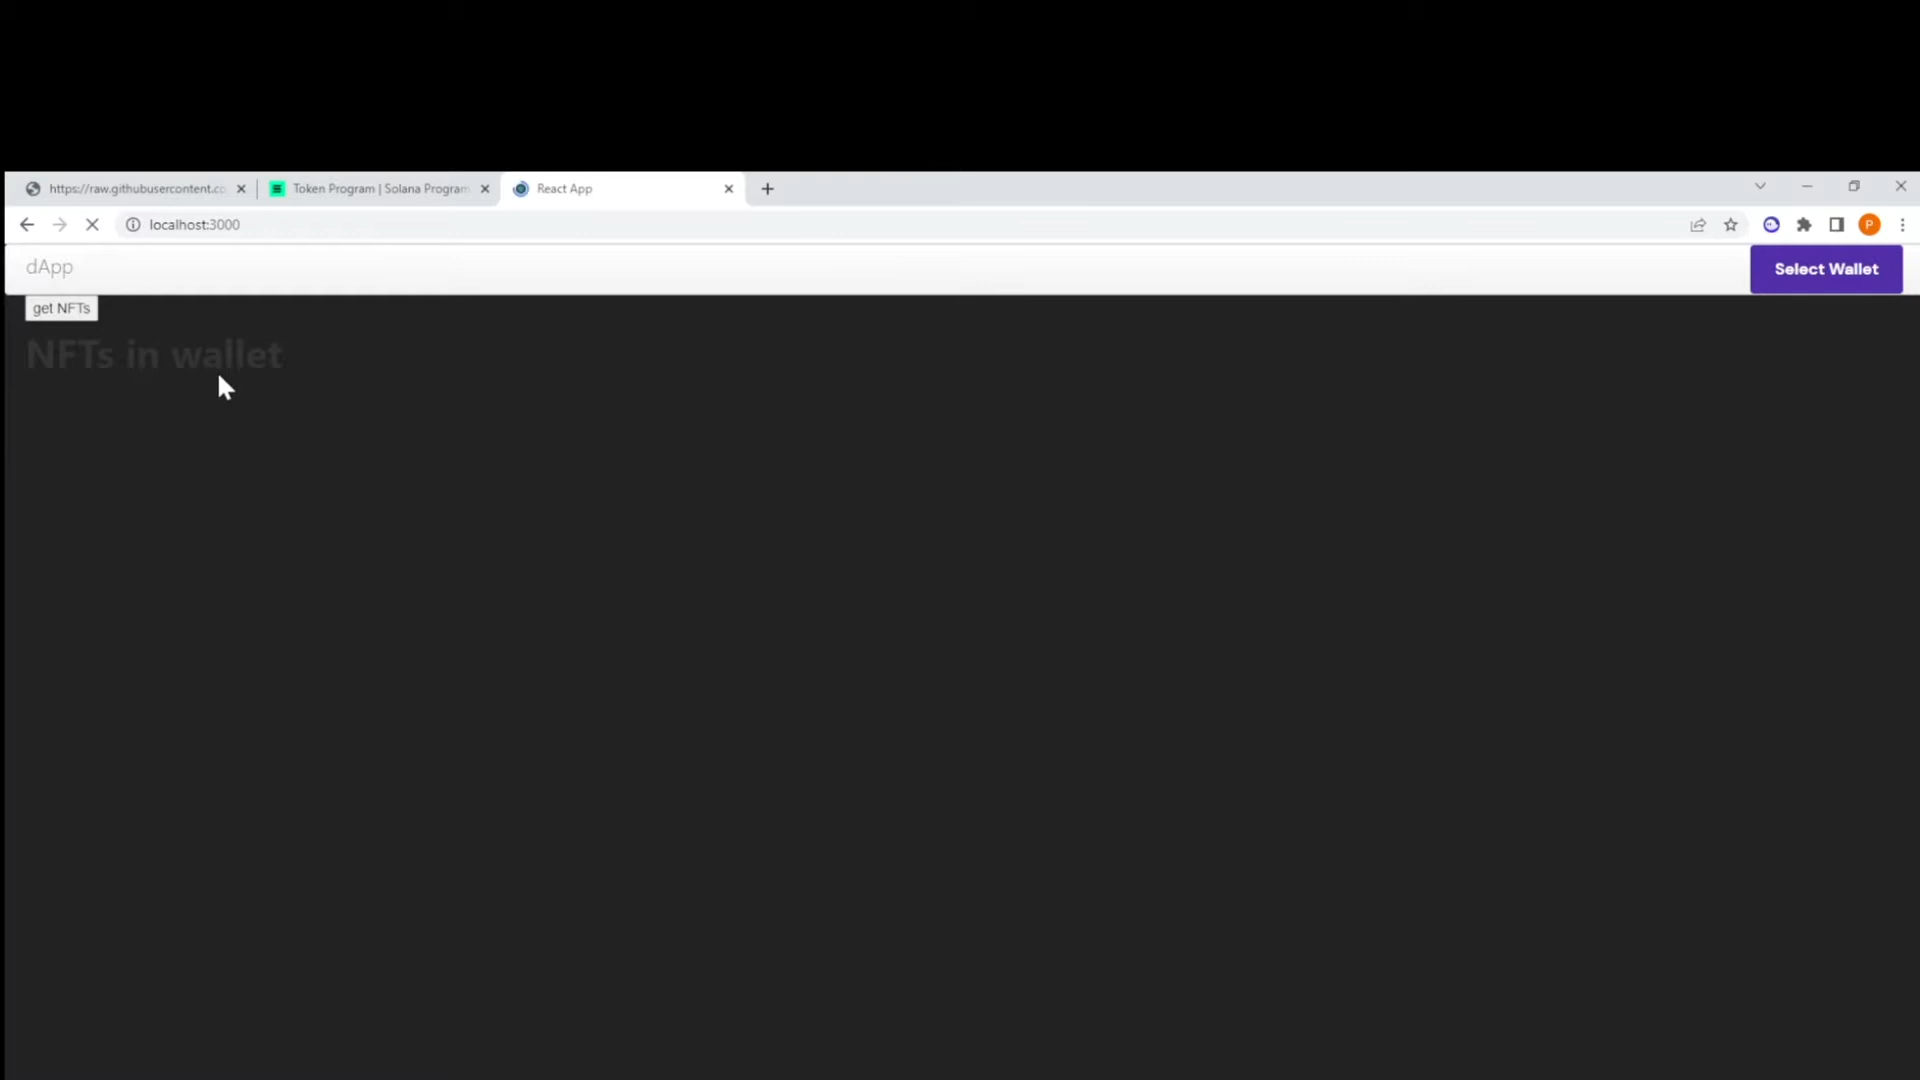 https://raw.githubusercontent.co
Token Program | Solana Program
React App
localhost:3000
P
dApp
Select Wallet
get NFTs
NFTs in wallet